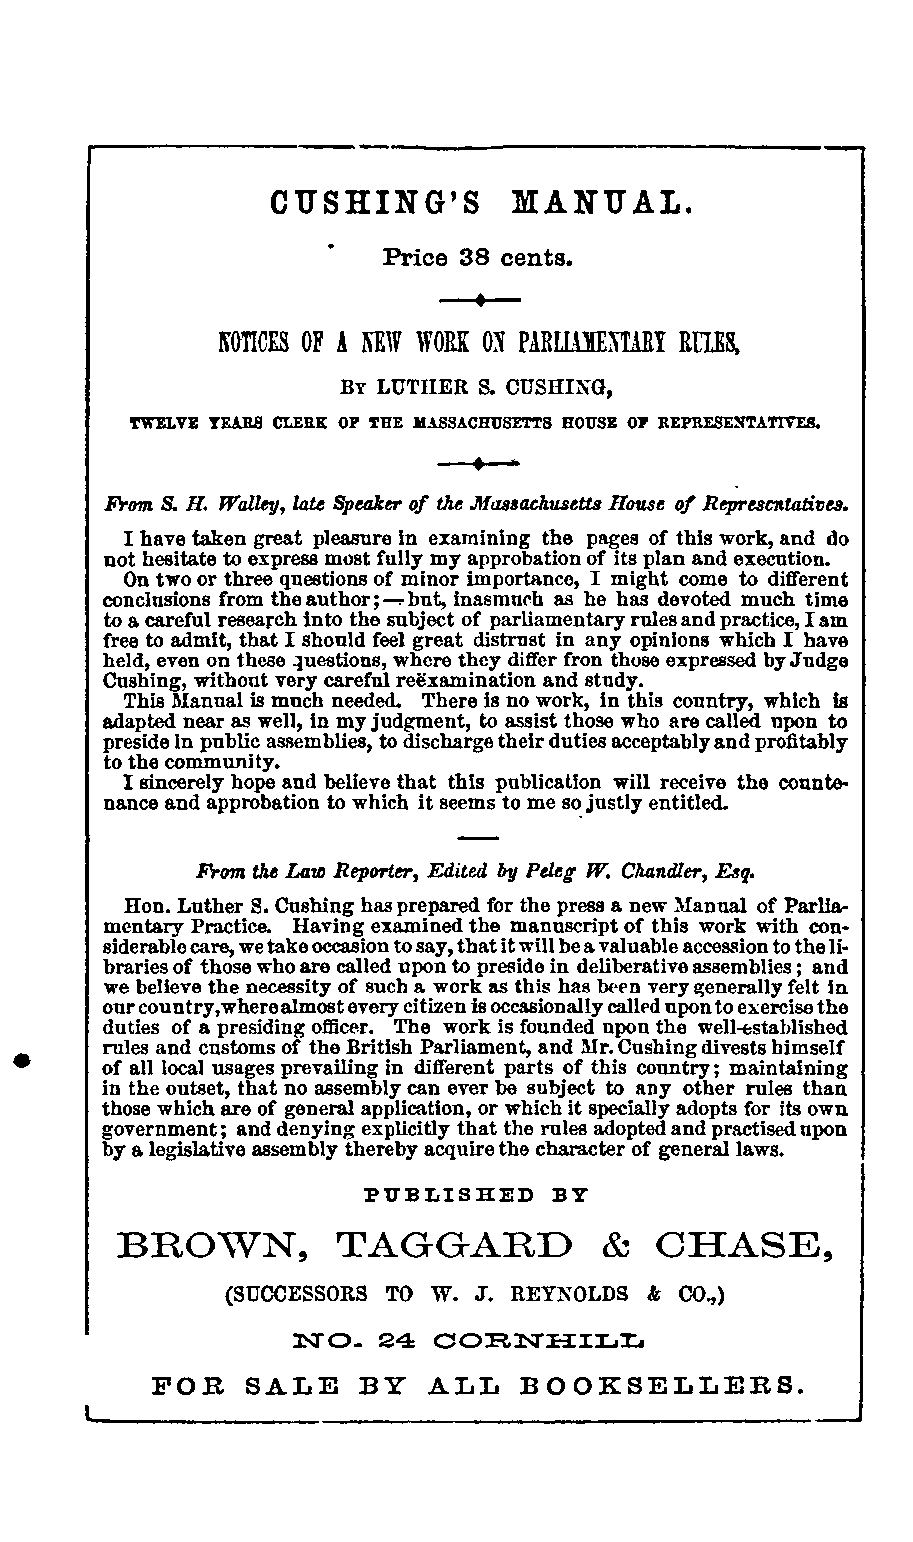 CUSHING'S MANUAL.
Price 38 cents.
NOTICES OF A NEW WORK ON PARLIAMENTARY RULES,
BY LUTHER S. CUSHING,
TWELVE YEARS CLERK OF THE MASSACHUSETTS HOUSE OF REPRESENTATIVES.
From S. H. Walley, late Speaker of the Massachusetts House of Representatives.
I have taken great pleasure in examining the pages of this work, and do
not hesitate to express most fully my approbation of its plan and execution.
On two or three questions of minor importance, I might come to different
conclusions from the author;—but, inasmuch as he has devoted much time
to a careful research into the subject of parliamentary rules and practice, I am
free to admit, that I should feel great distrust in any opinions which I have
held, even on these questions, where they differ fron those expressed by Judge
Cushing, without very careful reëxamination and study.
This Manual is much needed. There is no work, in this country, which is
adapted near as well, in my judgment, to assist those who are called upon to
preside in public assemblies, to discharge their duties acceptably and profitably
to the community.
I sincerely hope and believe that this publication will receive the counte-
nance and approbation to which it seems to me so justly entitled.
From the Law Reporter, Edited by Peleg W. Chandler, Esq.
Hon. Luther S. Cushing has prepared for the press a new Manual of Parlia-
mentary Practice. Having examined the manuscript of this work with con-
siderable care, we take occasion to say, that it will be a valuable accession to the li-
braries of those who are called upon to preside in deliberative assemblies; and
we believe the necessity of such a work as this has been very generally felt in
our country, where almost every citizen is occasionally called upon to exercise the
duties of a presiding officer. The work is founded upon the well-established
rules and customs of the British Parliament, and Mr. Cushing divests himself
of all local usages prevailing in different parts of this country; maintaining
in the outset, that no assembly can ever be subject to any other rules than
those which are of general application, or which it specially adopts for its own
government; and denying explicitly that the rules adopted and practised upon
by a legislative assembly thereby acquire the character of general laws.
PUBLISHED BY
BROWN, TAGGARD & CHASE,
(SUCCESSORS TO W. J. REYNOLDS & CO.,)
NO. 24 CORNHILL
FOR SALE BY ALL BOOKSELLERS.